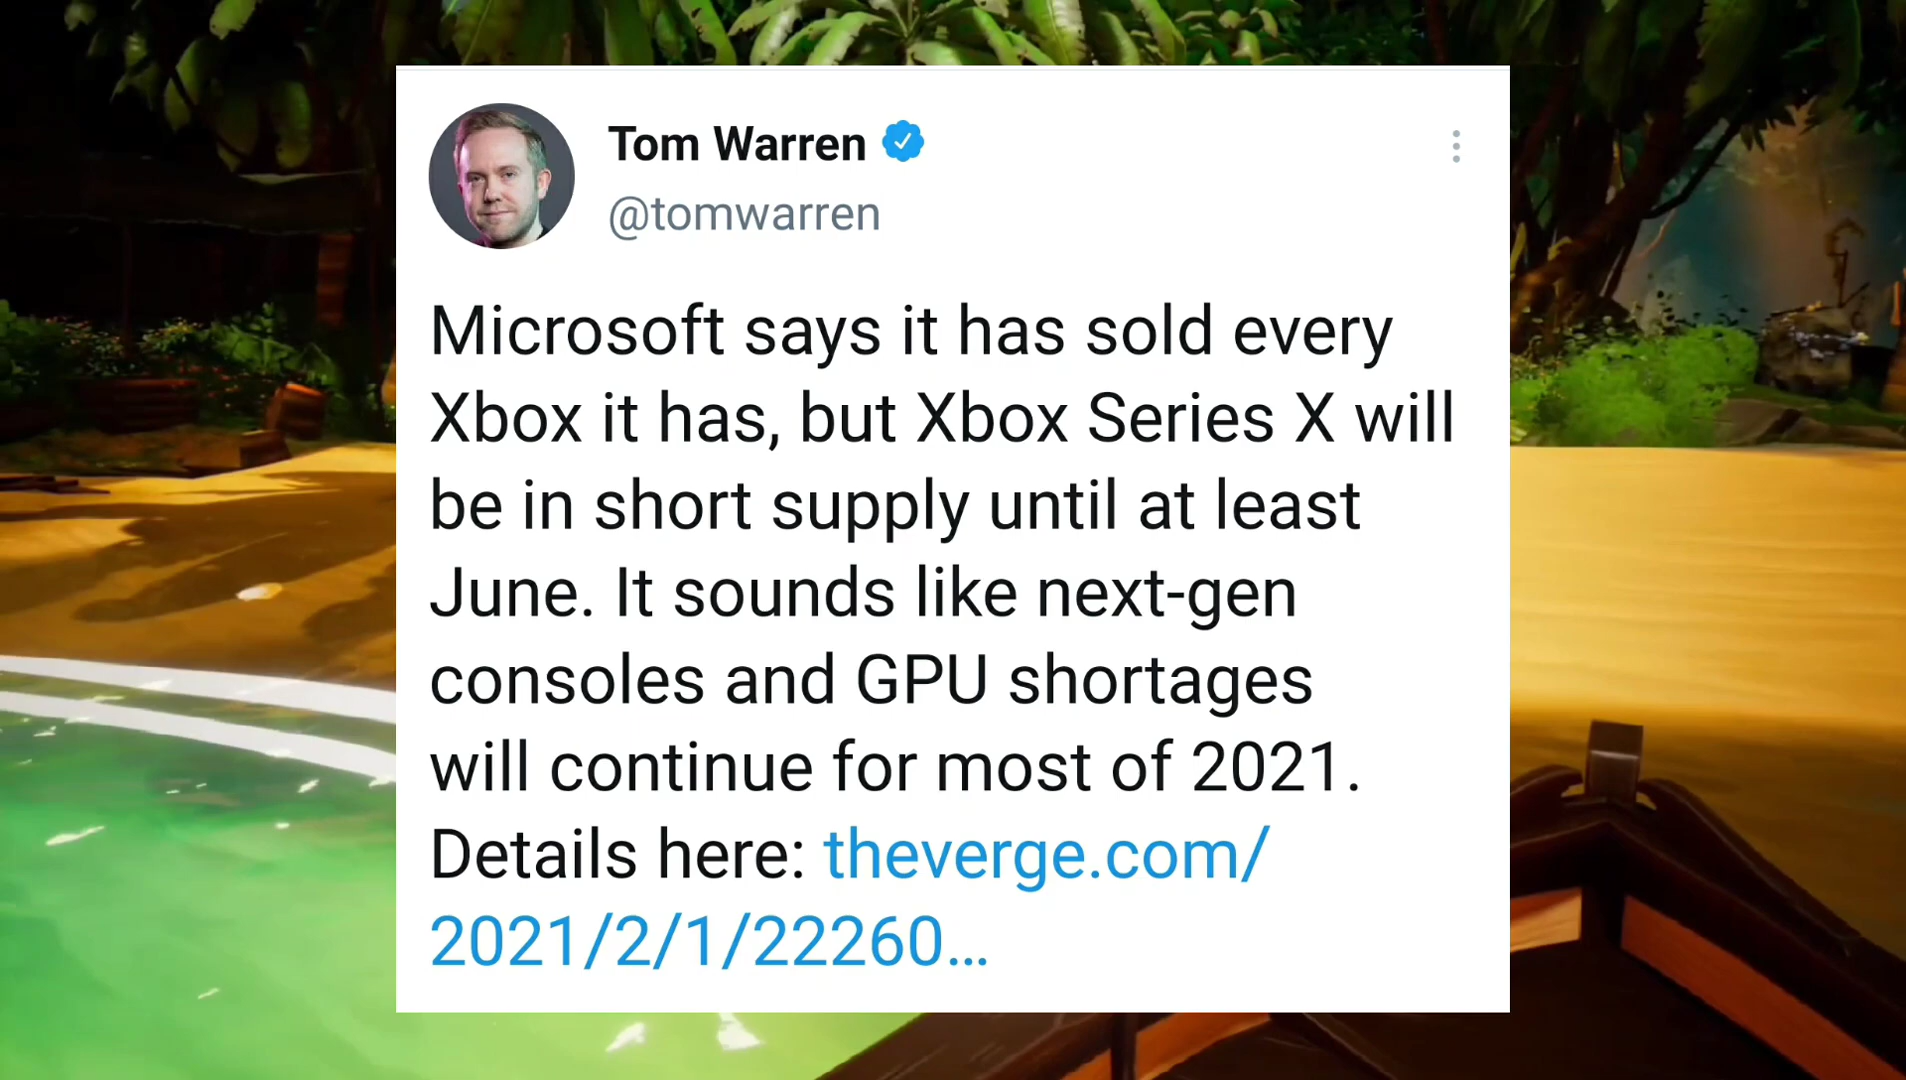 Tom Warren
@tomwarren
Microsoft says it has sold every
Xbox it has, but Xbox Series X will
be in short supply until at least
June. It sounds like next-gen
consoles and GPU shortages
will continue for most of 2021.
Details here: theverge.com/
2021/2/1/22260…